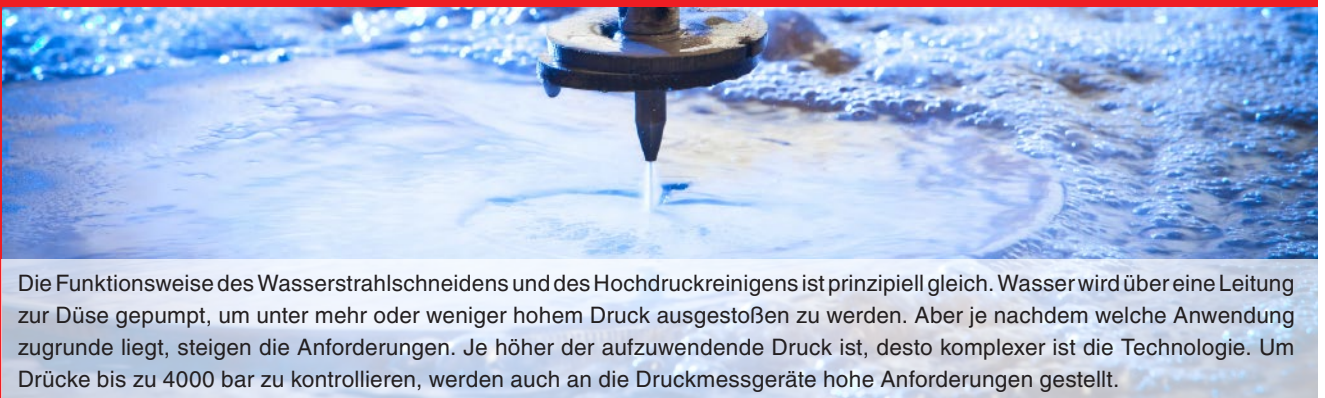 Die Funktionsweise des Wasserstrahlschneidens und des Hochdruckreinigens ist prinzipiell gleich. Wasser wird über eine Leitung
zur Düse gepumpt, um unter mehr oder weniger hohem Druck ausgestoßen zu werden. Aber je nachdem welche Anwendung
zugrunde liegt, steigen die Anforderungen. Je höher der aufzuwendende Druck ist, desto komplexer ist die Technologie. Um
Drücke bis zu 4000 bar zu kontrollieren, werden auch an die Druckmessgeräte hohe Anforderungen gestellt.